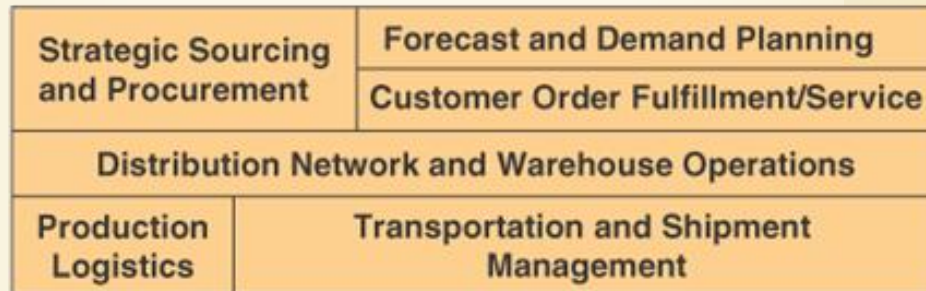 Strategic Sourcing
and Procurement
Forecast and Demand Planning
Customer Order Fulfillment/Service
Distribution Network and Warehouse Operations
Production
Logistics
Transportation and Shipment
Management